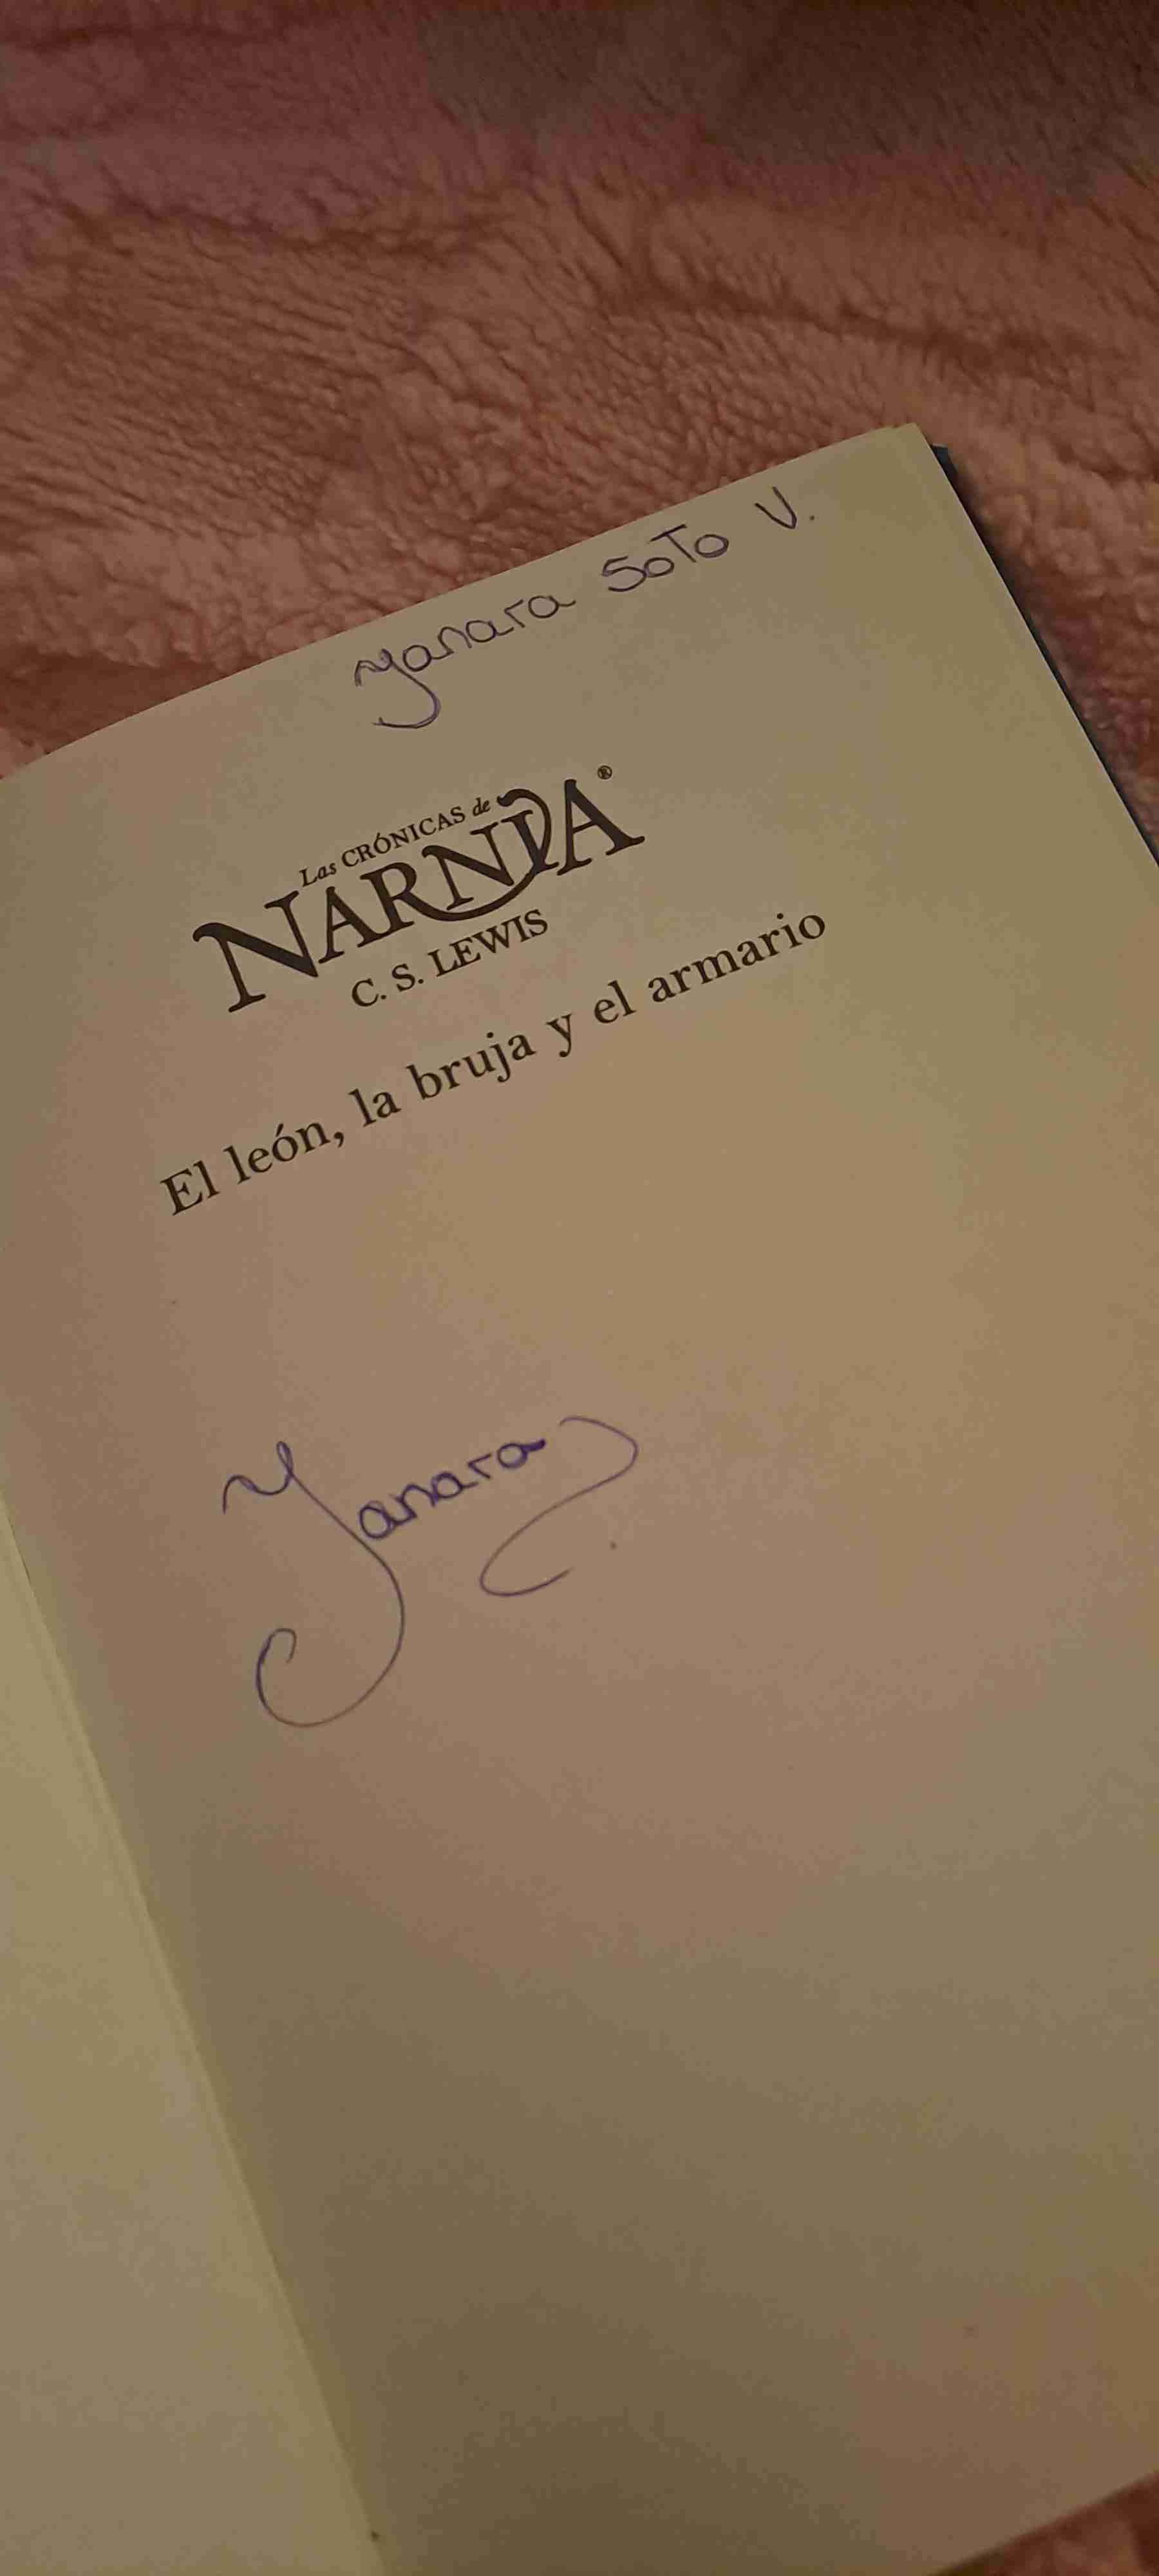 Yanara Soto V.
Las CRÓNICAS de
NARNIA®
C. S. LEWIS
El león, la bruja y el armario
Yanara